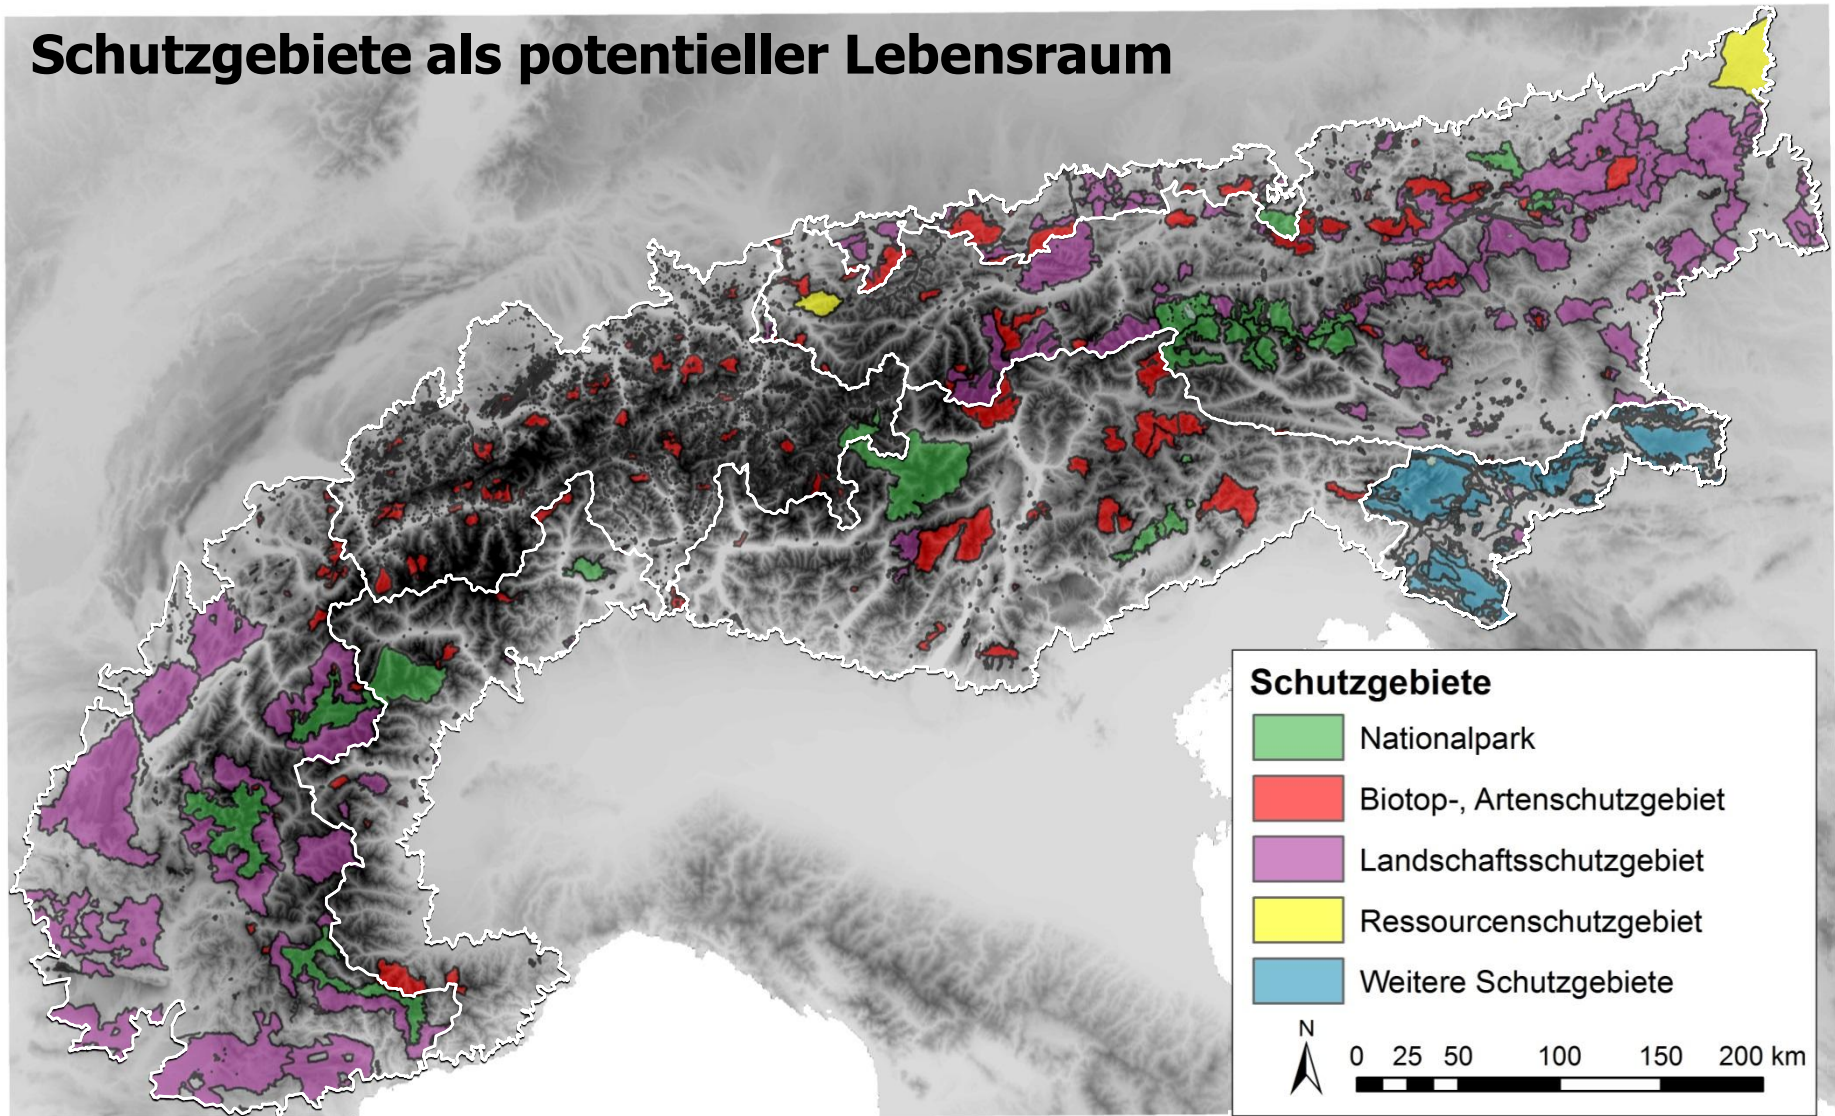 Schutzgebiete als potentieller Lebensraum
Schutzgebiete
Nationalpark
Biotop-, Artenschutzgebiet
Landschaftsschutzgebiet
Ressourcenschutzgebiet
Weitere Schutzgebiete
N
0 25 50 100 150 200 km